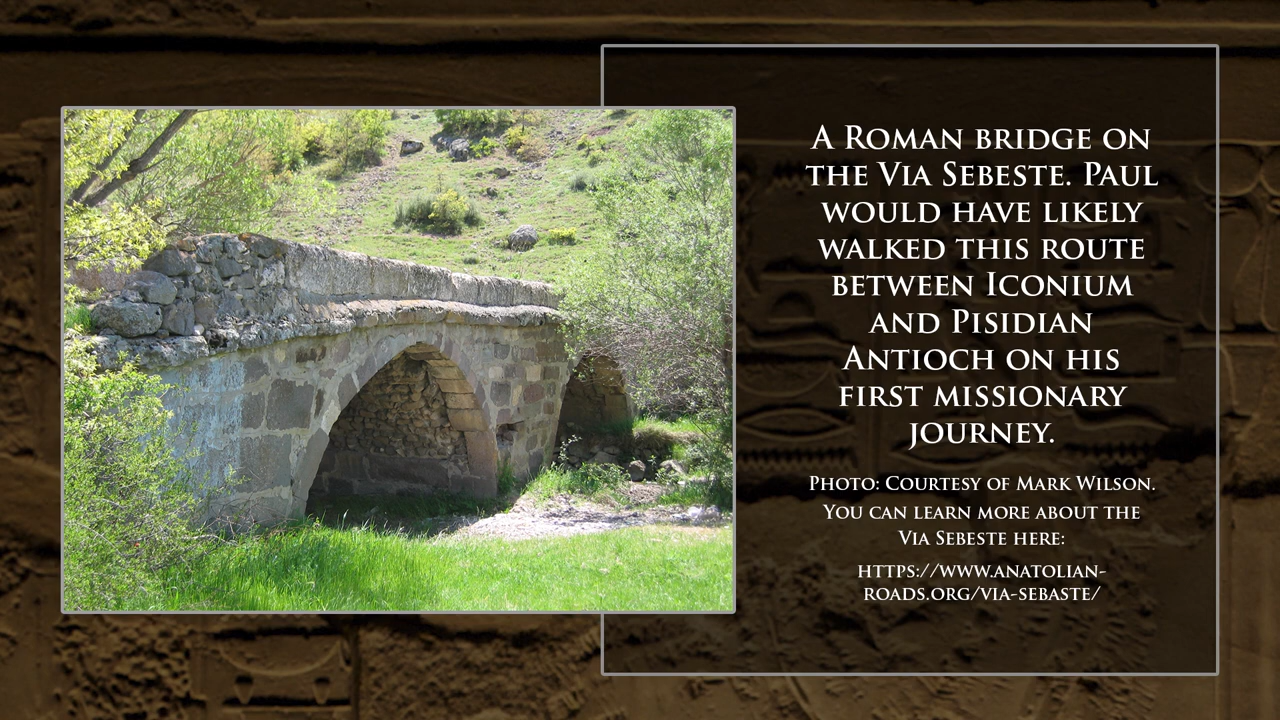 A Roman bridge on
the Via Sebeste. Paul
would have likely
walked this route
between Iconium
and Pisidian
Antioch on his
first missionary
journey.
Photo: Courtesy of Mark Wilson.
You can learn more about the
Via Sebeste here:
https://www.anatolian-
roads.org/via-sebaste/